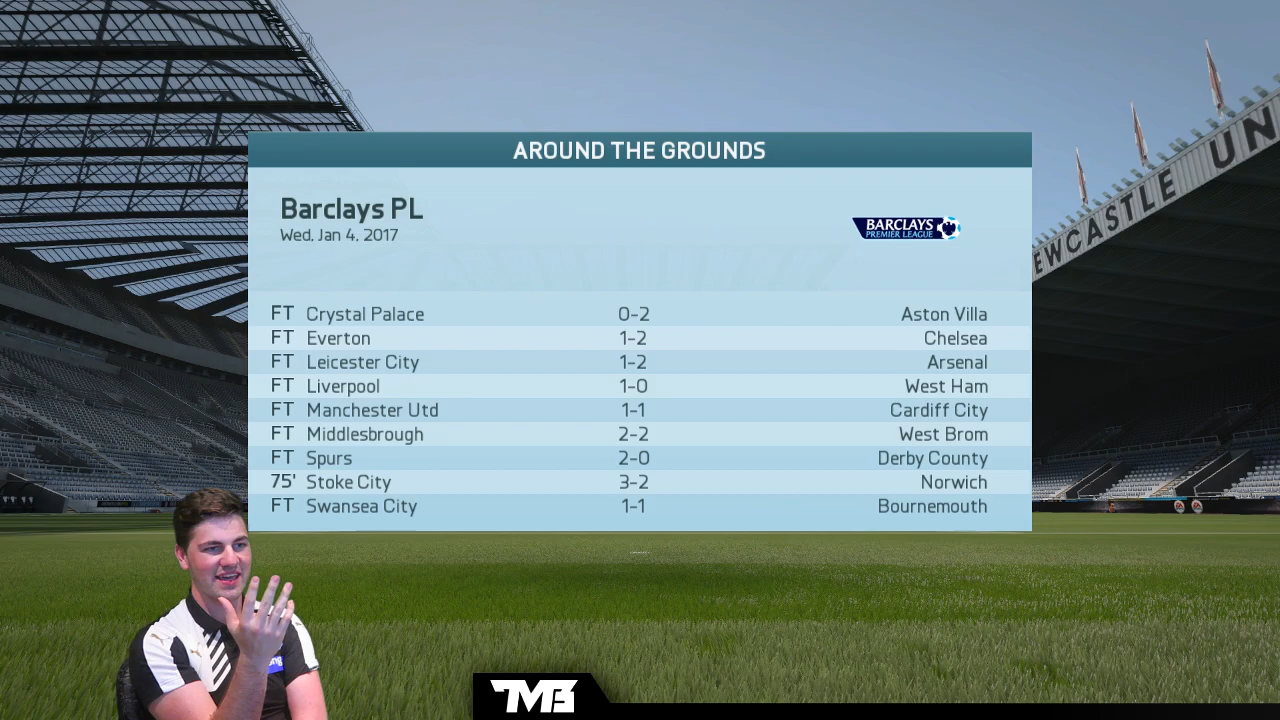 AROUND THE GROUNDS
Barclays PL
Wed, Jan 4, 2017
BARCLAYS
PREMIER LEAGUE
FT Crystal Palace 0-2 Aston Villa
FT Everton 1-2 Chelsea
FT Leicester City 1-2 Arsenal
FT Liverpool 1-0 West Ham
FT Manchester Utd 1-1 Cardiff City
FT Middlesbrough 2-2 West Brom
FT Spurs 2-0 Derby County
75' Stoke City 3-2 Norwich
FT Swansea City 1-1 Bournemouth
EWCASTLE UN
TMB